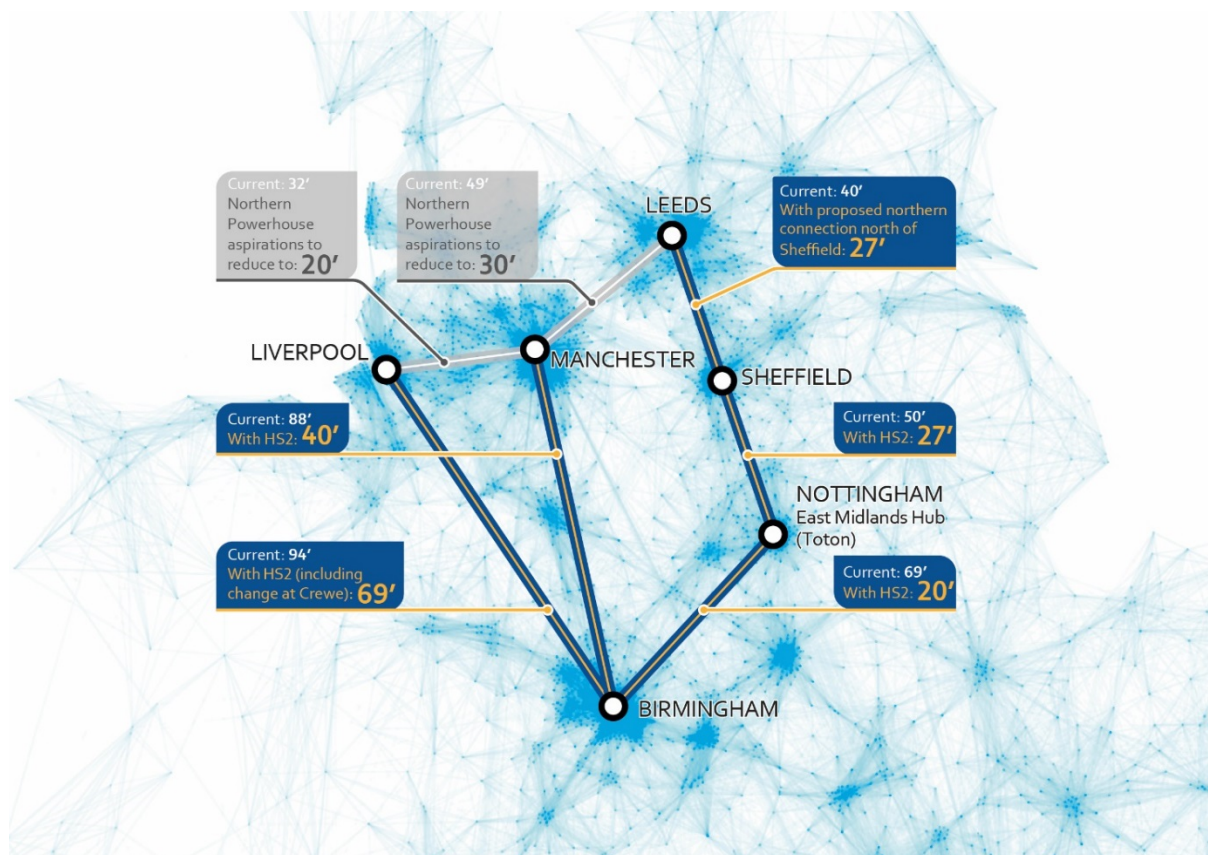 Current: 32’
Northern
Powerhouse
aspirations to
reduce to: 20’
Current: 49’
Northern
Powerhouse
aspirations to
reduce to: 30’
LEEDS
Current: 40’
With proposed northern
connection north of
Sheffield: 27’
LIVERPOOL
MANCHESTER
SHEFFIELD
Current: 88’
With HS2: 40’
Current: 50’
With HS2: 27’
NOTTINGHAM
East Midlands Hub
(Toton)
Current: 94’
With HS2 (including
change at Crewe): 69’
Current: 69’
With HS2: 20’
BIRMINGHAM